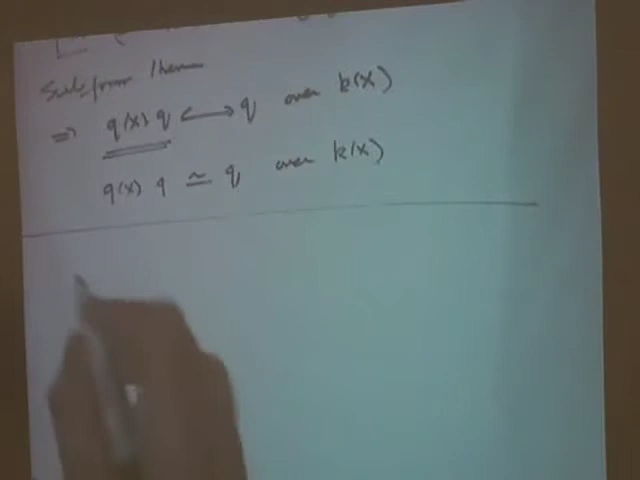 Subform Theorem
⇒ q(X) q ⟷ q over k(X)
q(X) q ≃ q over k(X)